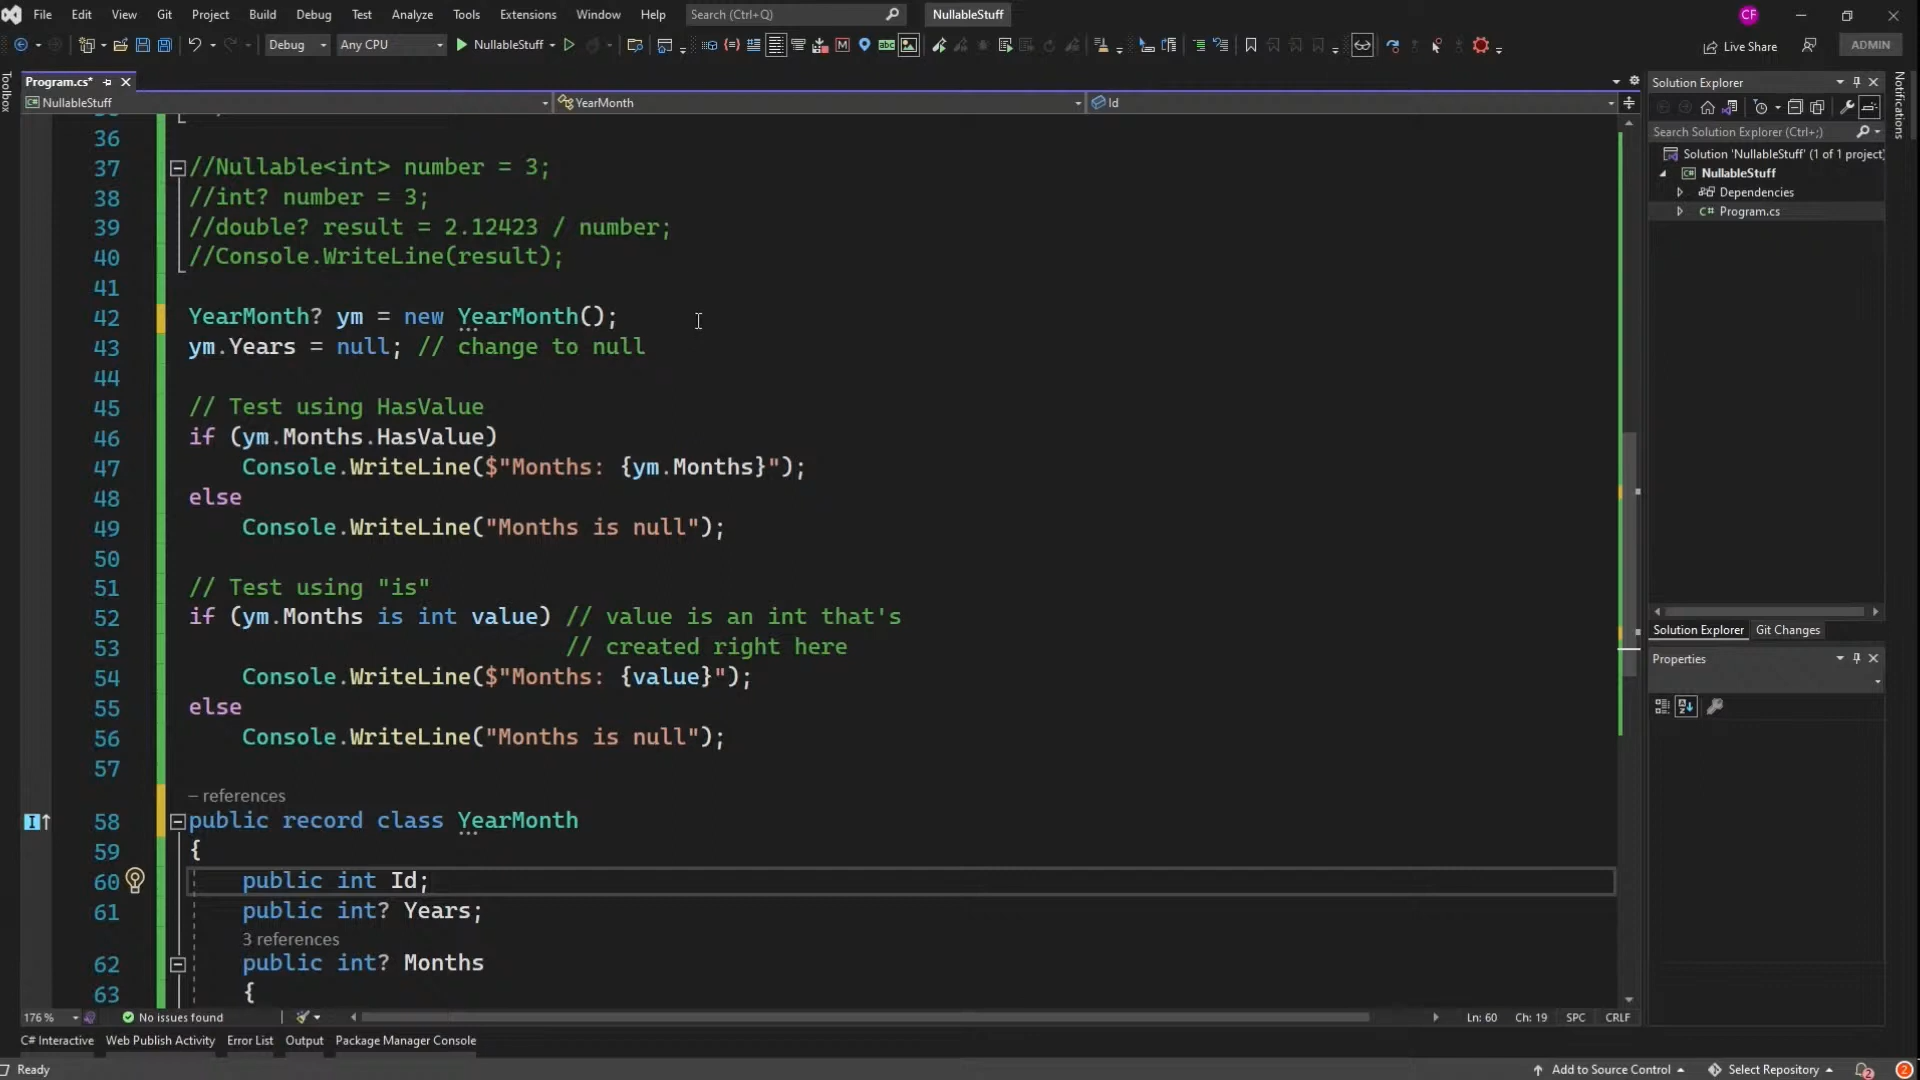 File Edit View Git Project Build Debug Test Analyze Tools Extensions Window Help Search (Ctrl+Q) NullableStuff CF
Debug Any CPU NullableStuff Live Share ADMIN
Toolbox
Program.cs*
NullableStuff YearMonth Id
36
37 //Nullable<int> number = 3;
38 //int? number = 3;
39 //double? result = 2.12423 / number;
40 //Console.WriteLine(result);
41
42 YearMonth? ym = new YearMonth();
43 ym.Years = null; // change to null
44
45 // Test using HasValue
46 if (ym.Months.HasValue)
47 Console.WriteLine($"Months: {ym.Months}");
48 else
49 Console.WriteLine("Months is null");
50
51 // Test using "is"
52 if (ym.Months is int value) // value is an int that's
53 // created right here
54 Console.WriteLine($"Months: {value}");
55 else
56 Console.WriteLine("Months is null");
57
– references
58 public record class YearMonth
59 {
60 public int Id;
61 public int? Years;
3 references
62 public int? Months
63 {
176 % No issues found Ln: 60 Ch: 19 SPC CRLF
C# Interactive Web Publish Activity Error List Output Package Manager Console
Ready Add to Source Control Select Repository 2 2
Solution Explorer
Search Solution Explorer (Ctrl+;)
Solution 'NullableStuff' (1 of 1 project)
NullableStuff
Dependencies
C# Program.cs
Solution Explorer Git Changes
Properties
Notifications